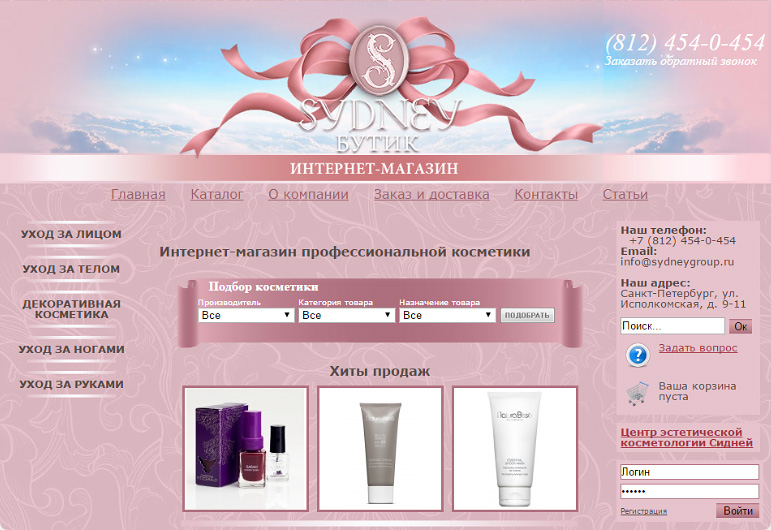 (812) 454-0-454
Заказать обратный звонок
S
SYDNEY
БУТИК
ИНТЕРНЕТ-МАГАЗИН
Главная Каталог О компании Заказ и доставка Контакты Статьи
УХОД ЗА ЛИЦОМ
УХОД ЗА ТЕЛОМ
ДЕКОРАТИВНАЯ
КОСМЕТИКА
УХОД ЗА НОГАМИ
УХОД ЗА РУКАМИ
Интернет-магазин профессиональной косметики
Подбор косметики
Производитель Категория товара Назначение товара
Все Все Все ПОДОБРАТЬ
Хиты продаж
Наш телефон:
+7 (812) 454-0-454
Email:
info@sydneygroup.ru
Наш адрес:
Санкт-Петербург, ул.
Исполкомская, д. 9-11
Поиск... Ок
Задать вопрос
Ваша корзина
пуста
Центр эстетической
косметологии Сидней
Логин
••••••
Регистрация Войти